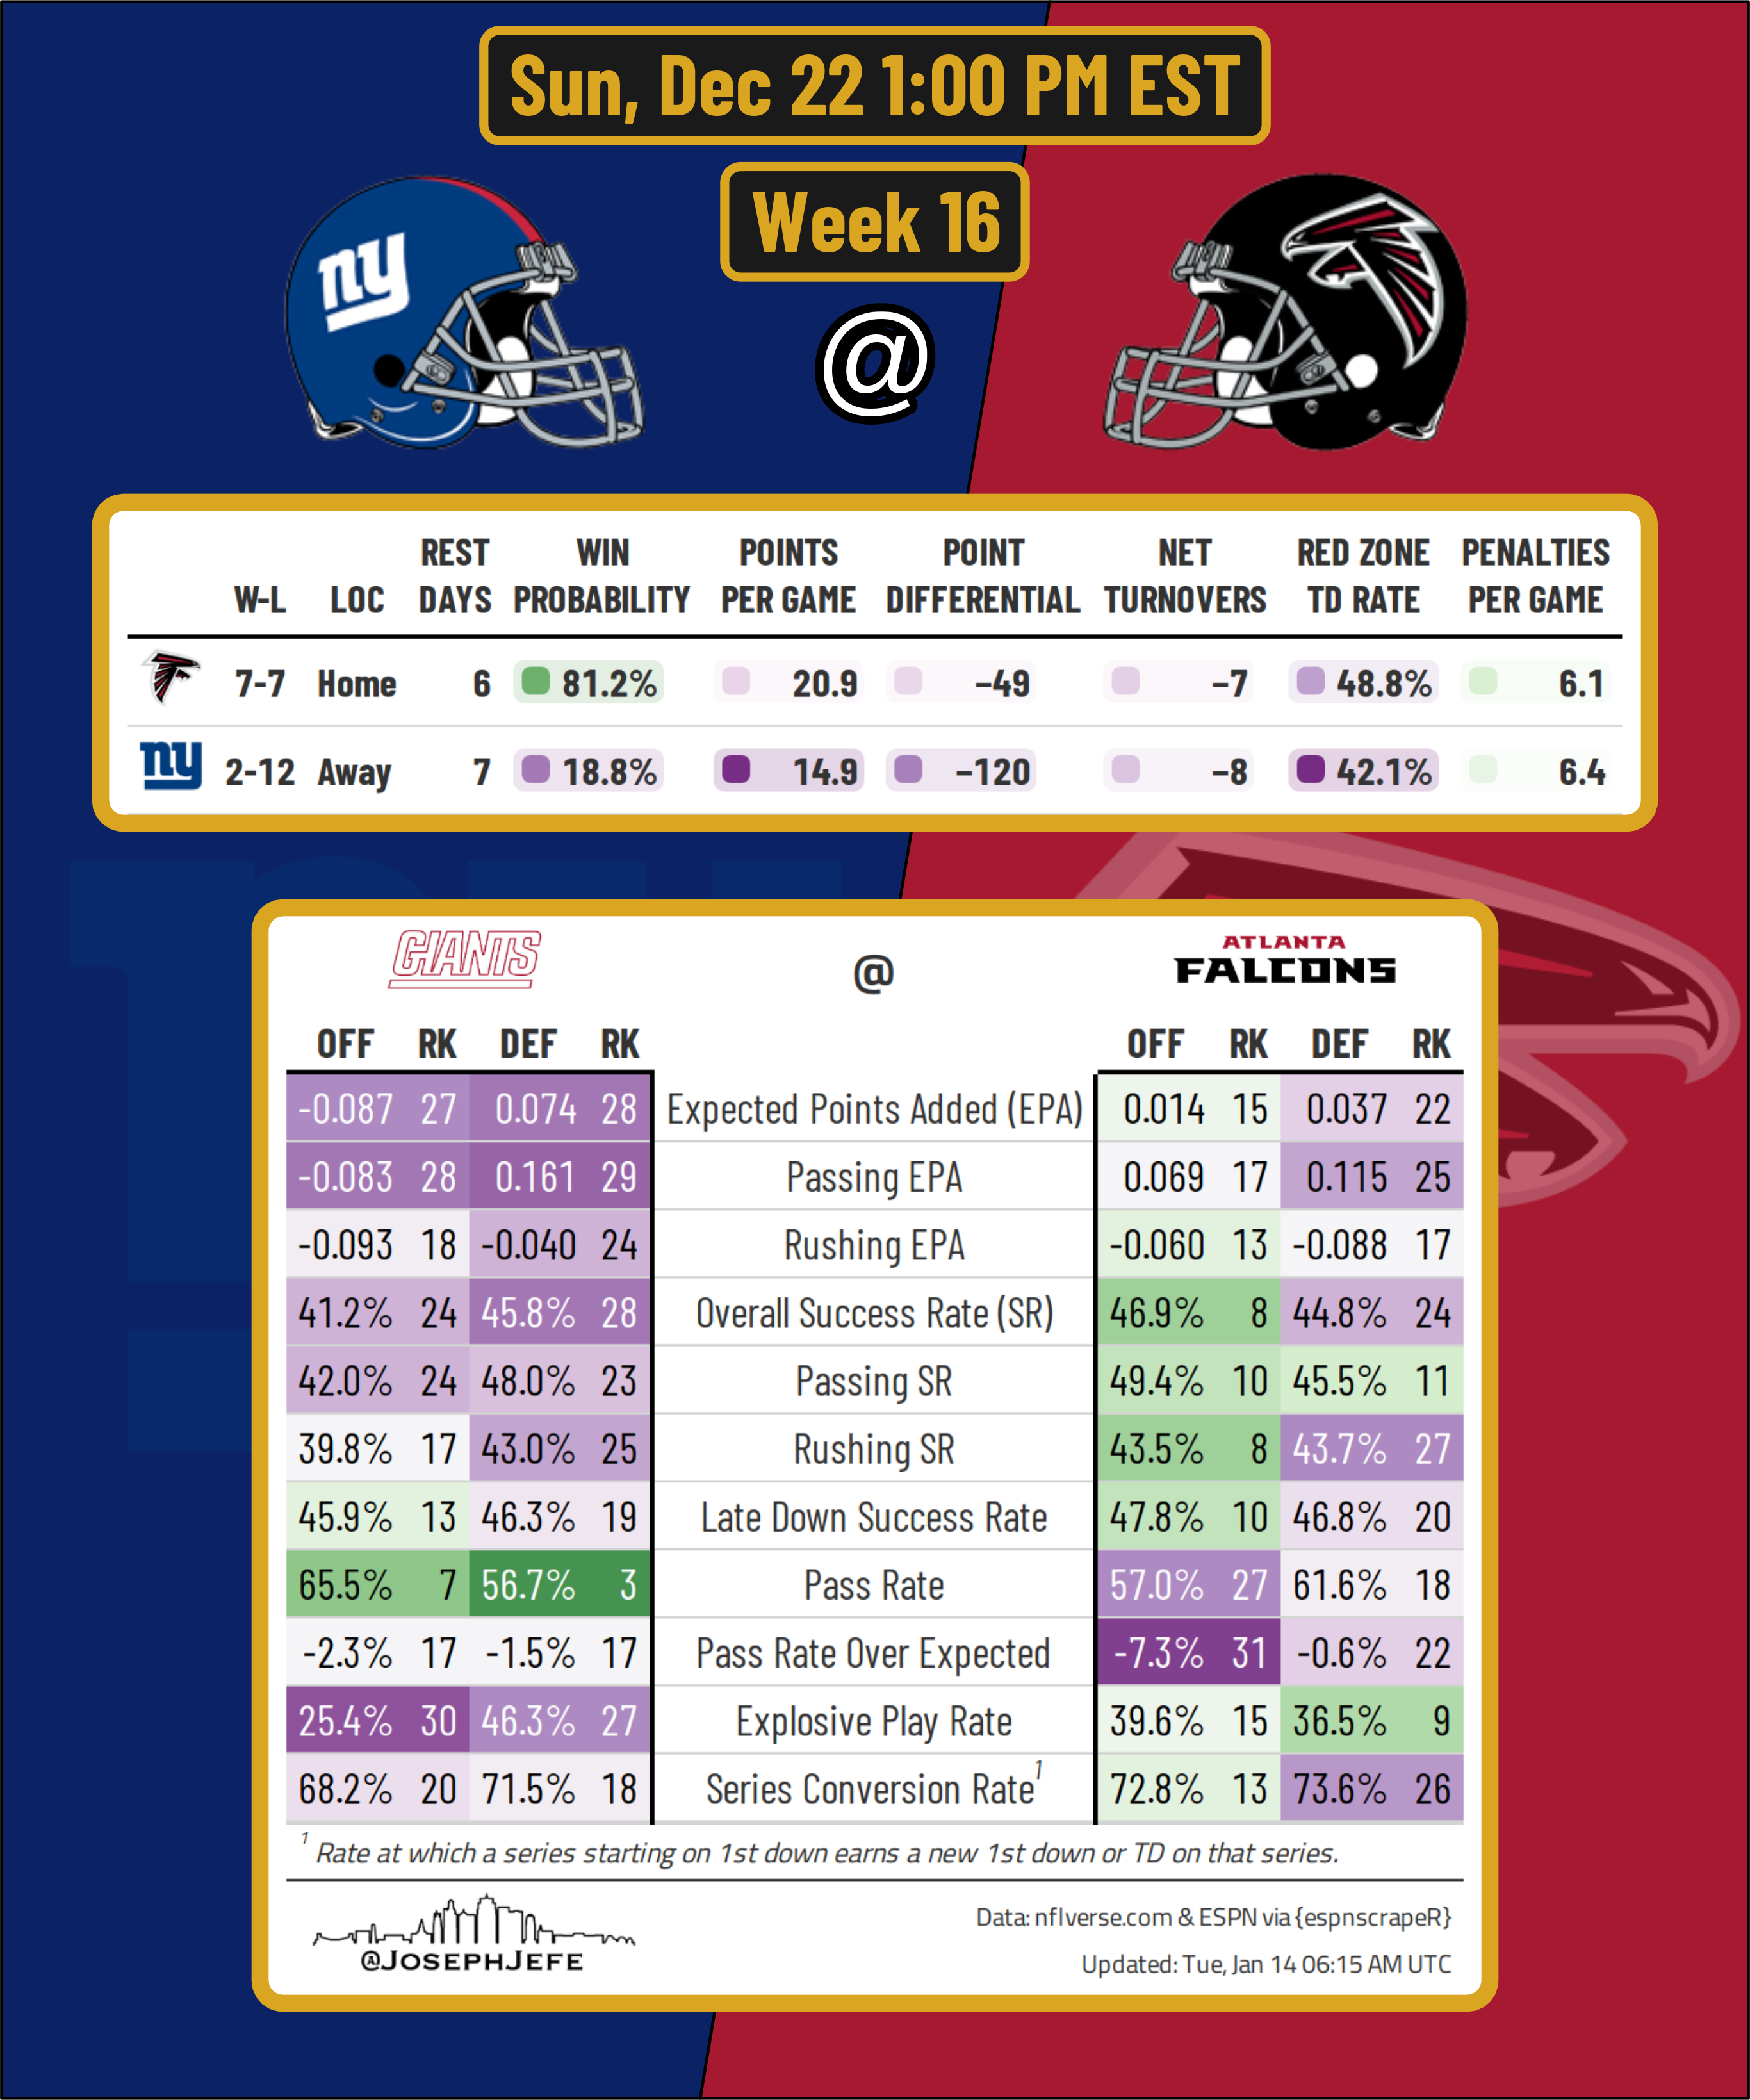 Sun, Dec 22 1:00 PM EST
Week 16
ny
@
W-L LOC REST DAYS WIN PROBABILITY POINTS PER GAME POINT DIFFERENTIAL NET TURNOVERS RED ZONE TD RATE PENALTIES PER GAME
7-7 Home 6 81.2% 20.9 −49 −7 48.8% 6.1
ny 2-12 Away 7 18.8% 14.9 −120 −8 42.1% 6.4
GIANTS @ ATLANTA FALCONS
OFF RK DEF RK OFF RK DEF RK
-0.087 27 0.074 28 Expected Points Added (EPA) 0.014 15 0.037 22
-0.083 28 0.161 29 Passing EPA 0.069 17 0.115 25
-0.093 18 -0.040 24 Rushing EPA -0.060 13 -0.088 17
41.2% 24 45.8% 28 Overall Success Rate (SR) 46.9% 8 44.8% 24
42.0% 24 48.0% 23 Passing SR 49.4% 10 45.5% 11
39.8% 17 43.0% 25 Rushing SR 43.5% 8 43.7% 27
45.9% 13 46.3% 19 Late Down Success Rate 47.8% 10 46.8% 20
65.5% 7 56.7% 3 Pass Rate 57.0% 27 61.6% 18
-2.3% 17 -1.5% 17 Pass Rate Over Expected -7.3% 31 -0.6% 22
25.4% 30 46.3% 27 Explosive Play Rate 39.6% 15 36.5% 9
68.2% 20 71.5% 18 Series Conversion Rate¹ 72.8% 13 73.6% 26
¹ Rate at which a series starting on 1st down earns a new 1st down or TD on that series.
@JOSEPHJEFE
Data: nflverse.com & ESPN via {espnscrapeR}
Updated: Tue, Jan 14 06:15 AM UTC